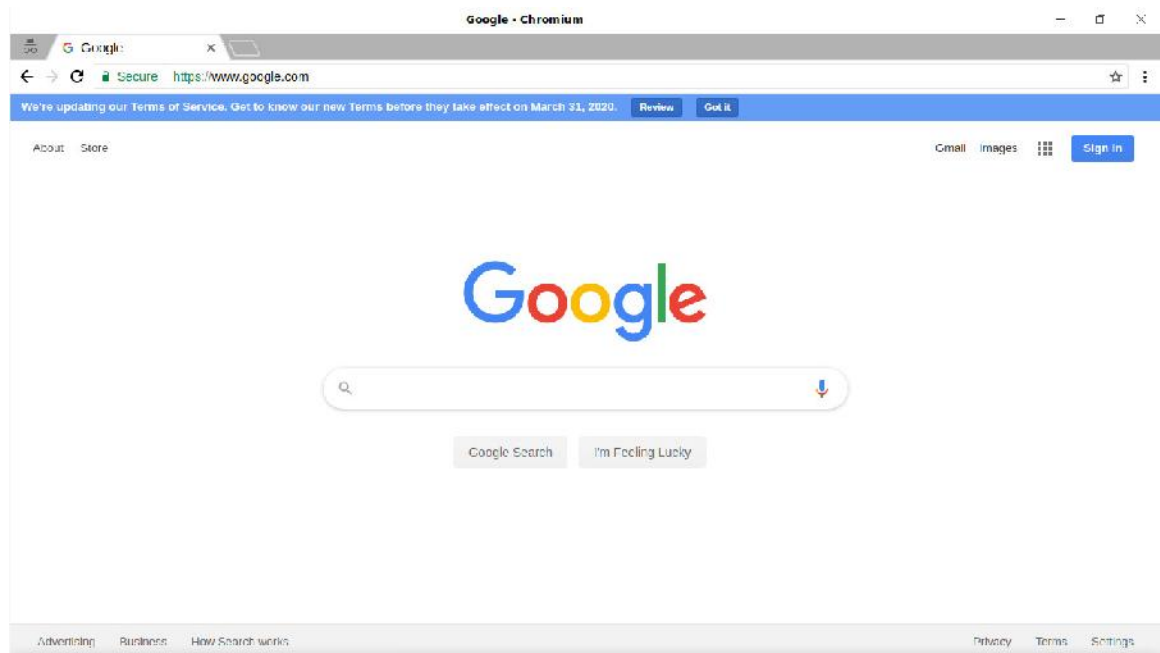 Google - Chromium
Google
Secure https://www.google.com
We're updating our Terms of Service. Get to know our new Terms before they take effect on March 31, 2020. Review Got it
About Store Gmail Images Sign in
Google
Google Search I'm Feeling Lucky
Advertising Business How Search works Privacy Terms Settings